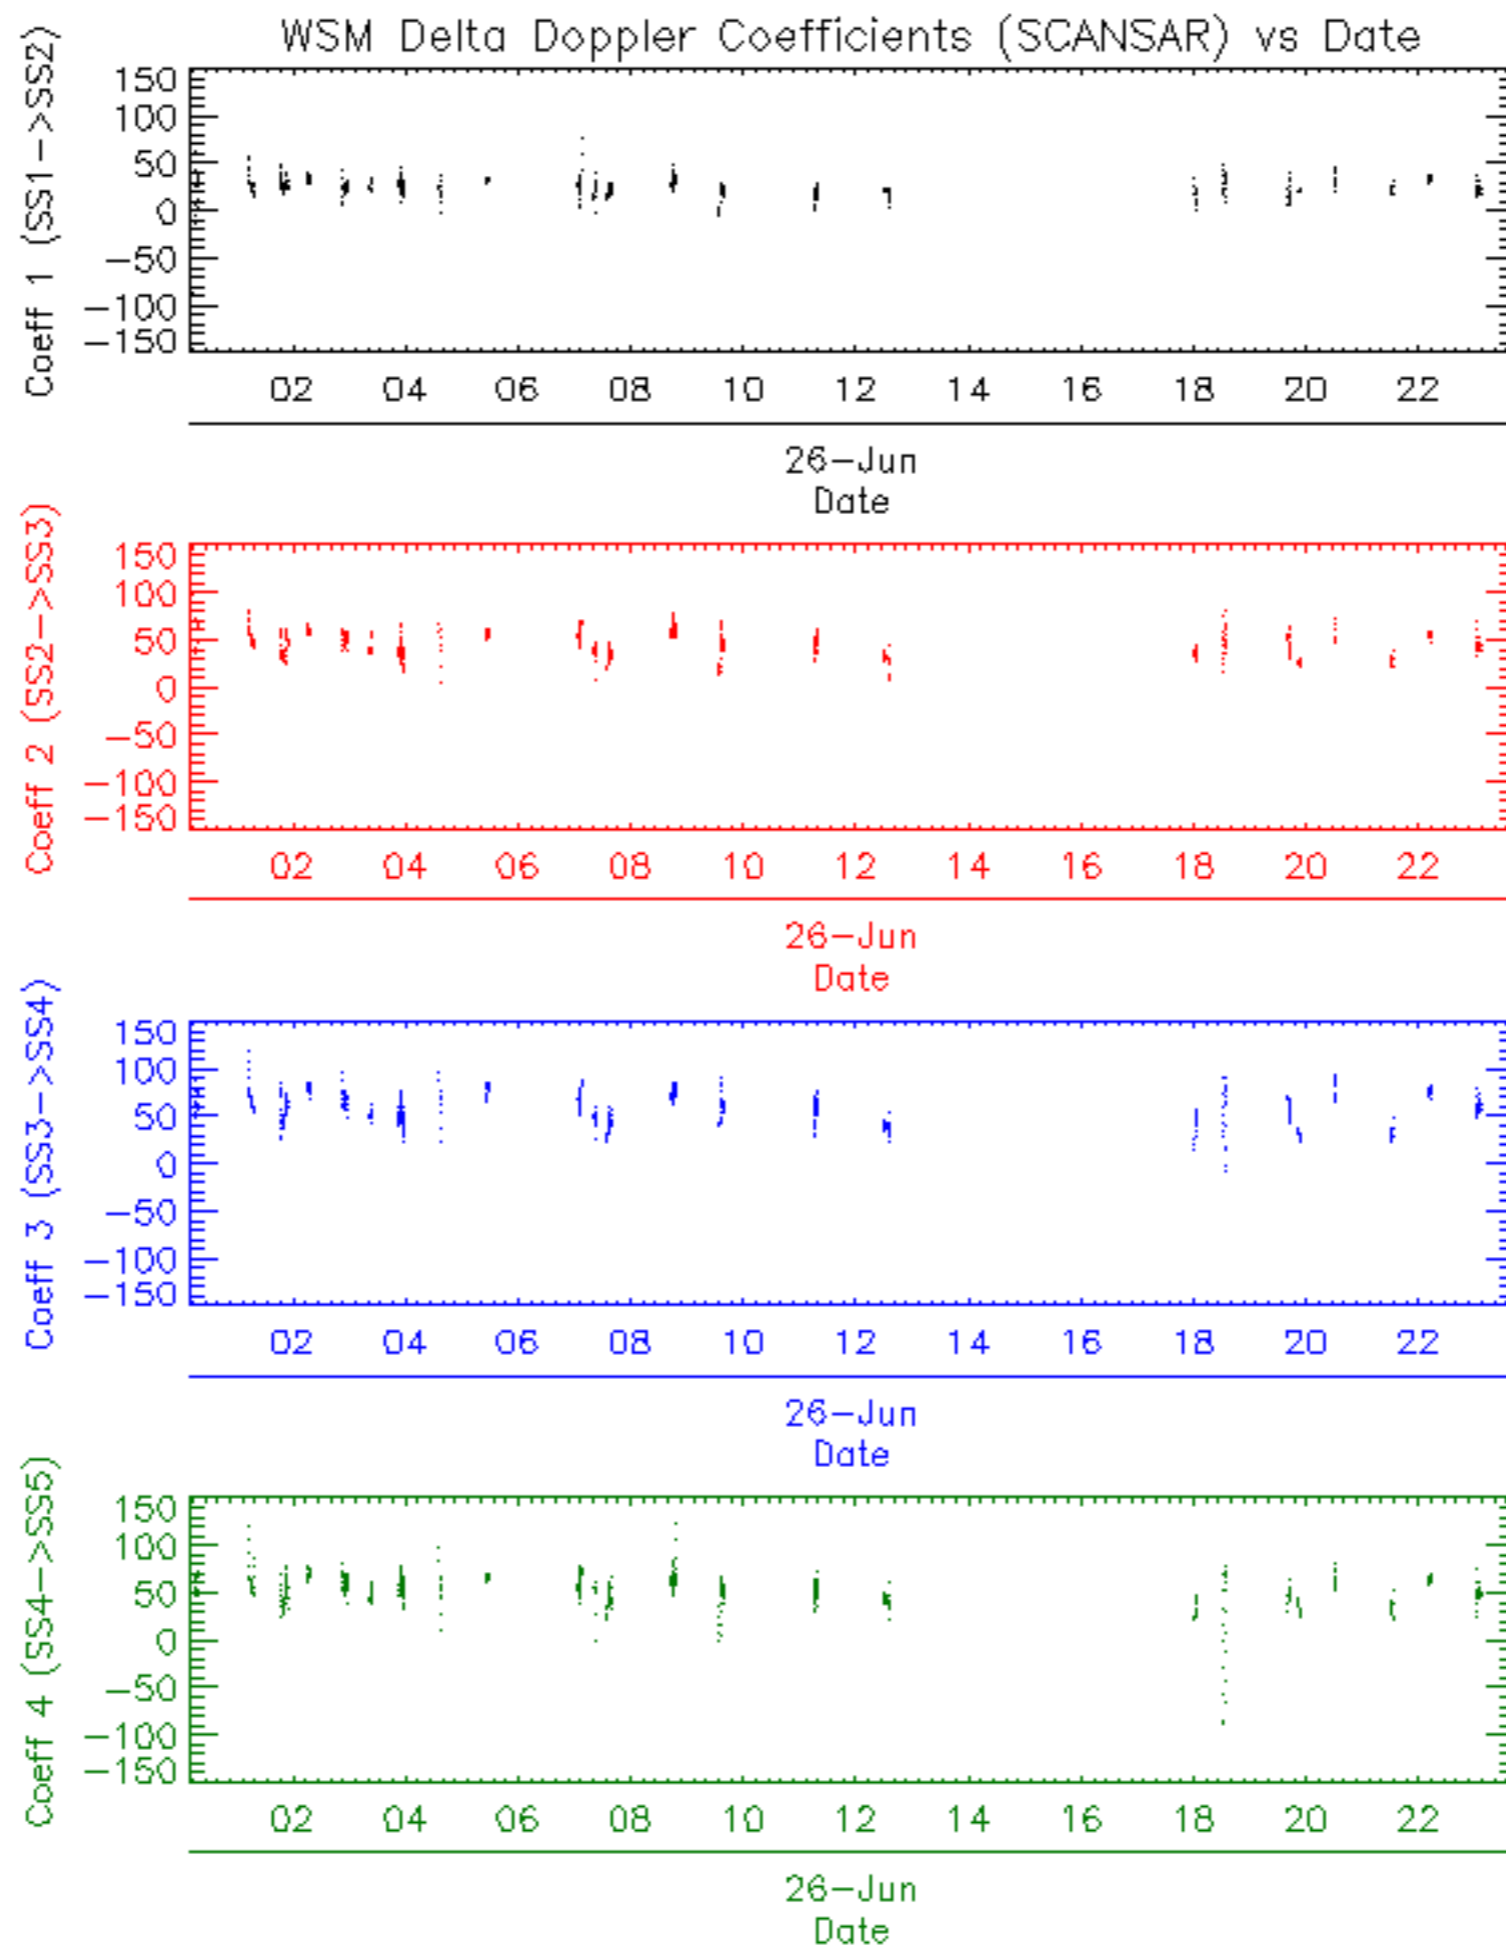 WSM Delta Doppler Coefficients (SCANSAR) vs Date
Coeff 1 (SS1->SS2)
150
100
50
0
-50
-100
-150
02 04 06 08 10 12 14 16 18 20 22
26-Jun
Date
Coeff 2 (SS2->SS3)
150
100
50
0
-50
-100
-150
02 04 06 08 10 12 14 16 18 20 22
26-Jun
Date
Coeff 3 (SS3->SS4)
150
100
50
0
-50
-100
-150
02 04 06 08 10 12 14 16 18 20 22
26-Jun
Date
Coeff 4 (SS4->SS5)
150
100
50
0
-50
-100
-150
02 04 06 08 10 12 14 16 18 20 22
26-Jun
Date